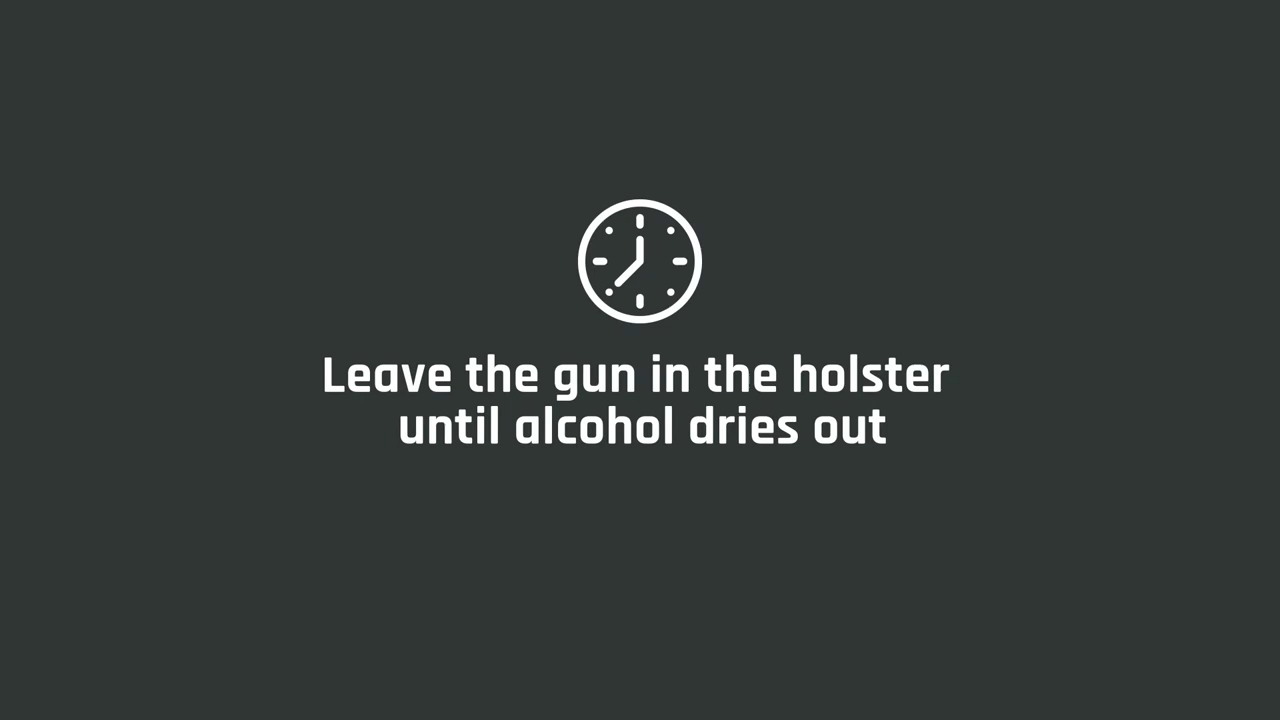 Leave the gun in the holster
until alcohol dries out